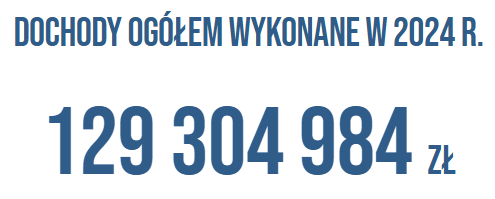 DOCHODY OGÓŁEM WYKONANE W 2024 R.
129 304 984 ZŁ